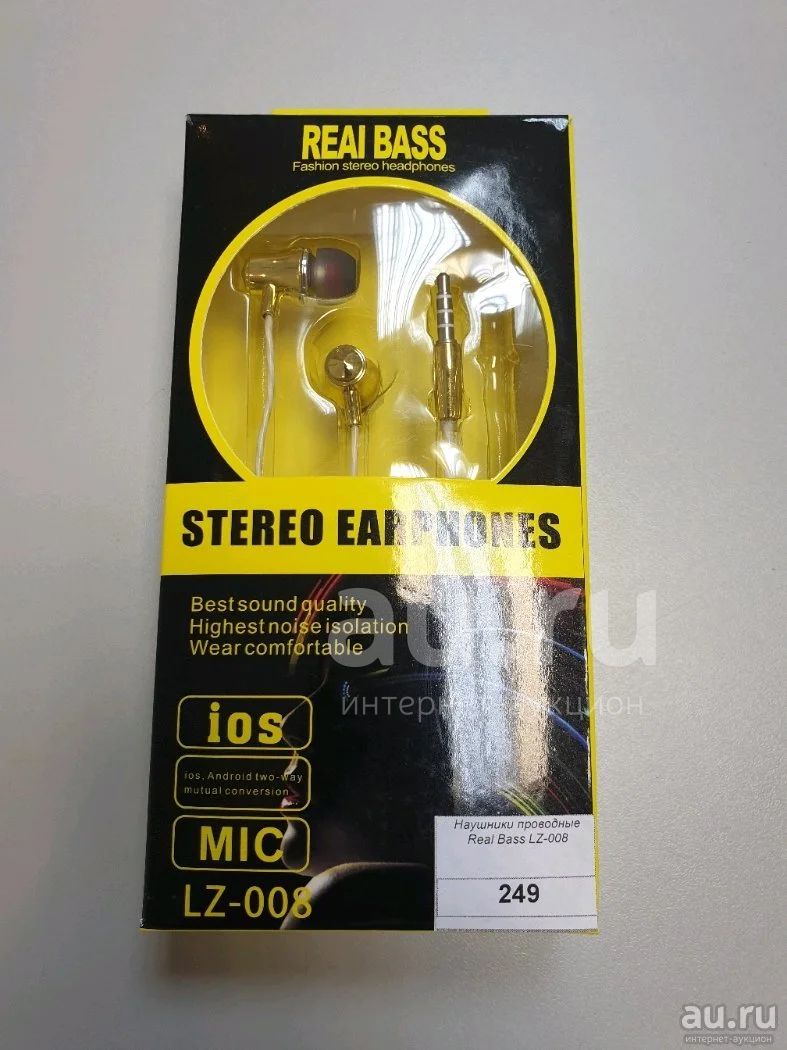 REAl BASS
Fashion stereo headphones
STEREO EARPHONES
Best sound quality
Highest noise isolation
Wear comfortable
au.ru
интернет-аукцион
ios
ios, Android two-way
mutual conversion
MIC
LZ-008
Наушники проводные
Real Bass LZ-008
249
au.ru
интернет-аукцион